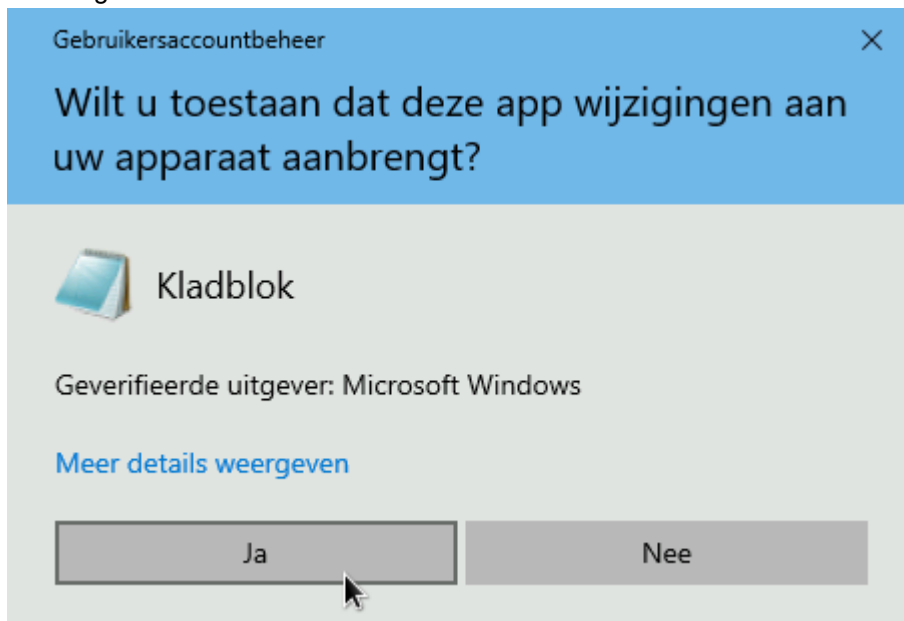 Gebruikersaccountbeheer
Wilt u toestaan dat deze app wijzigingen aan
uw apparaat aanbrengt?
Kladblok
Geverifieerde uitgever: Microsoft Windows
Meer details weergeven
Ja
Nee